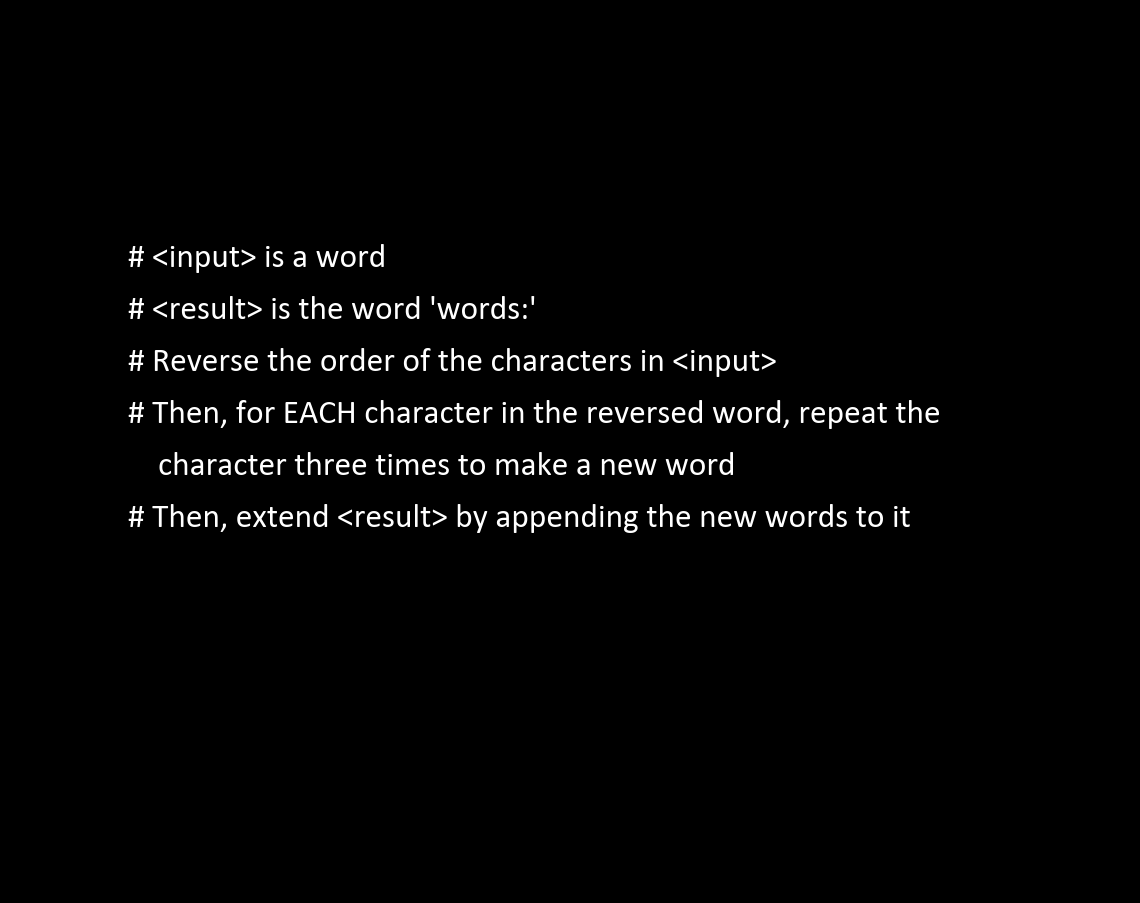 # <input> is a word
# <result> is the word 'words:'
# Reverse the order of the characters in <input>
# Then, for EACH character in the reversed word, repeat the
character three times to make a new word
# Then, extend <result> by appending the new words to it